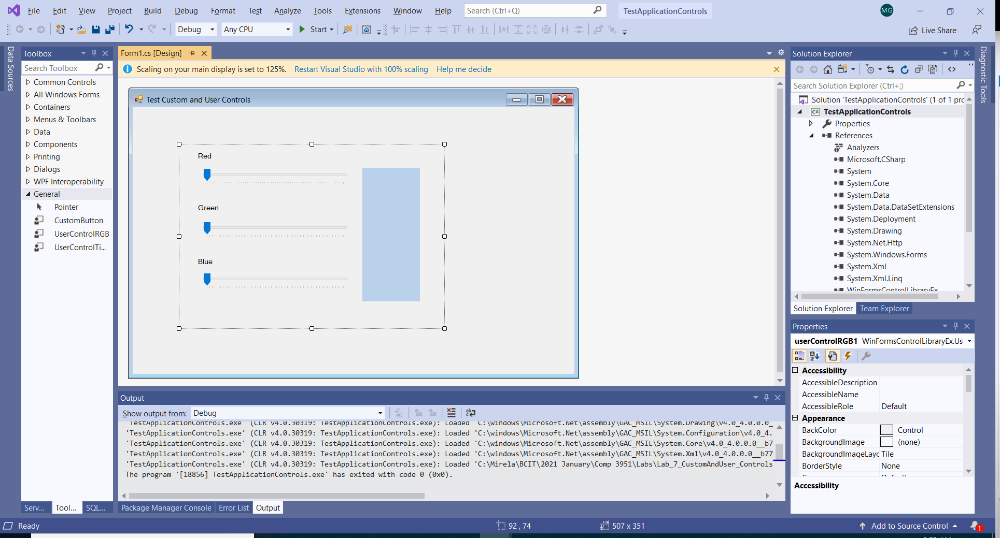 File Edit View Project Build Debug Format Test Analyze Tools Extensions Window Help Search (Ctrl+Q) TestApplicationControls MG
Debug Any CPU Start Live Share
Data Sources
Toolbox
Search Toolbox
Common Controls
All Windows Forms
Containers
Menus & Toolbars
Data
Components
Printing
Dialogs
WPF Interoperability
General
Pointer
CustomButton
UserControlRGB
UserControlTi...
Serv... Tool... SQL...
Form1.cs [Design]
Scaling on your main display is set to 125%. Restart Visual Studio with 100% scaling Help me decide
Test Custom and User Controls
Red
Green
Blue
Output
Show output from: Debug
'TestApplicationControls.exe' (CLR v4.0.30319: TestApplicationControls.exe): Loaded 'C:\windows\Microsoft.Net\assembly\GAC_MSIL\System.Drawing\v4.0_4.0.0.0_
'TestApplicationControls.exe' (CLR v4.0.30319: TestApplicationControls.exe): Loaded 'C:\windows\Microsoft.Net\assembly\GAC_MSIL\System.Configuration\v4.0_4.
'TestApplicationControls.exe' (CLR v4.0.30319: TestApplicationControls.exe): Loaded 'C:\windows\Microsoft.Net\assembly\GAC_MSIL\System.Core\v4.0_4.0.0.0__b7
'TestApplicationControls.exe' (CLR v4.0.30319: TestApplicationControls.exe): Loaded 'C:\windows\Microsoft.Net\assembly\GAC_MSIL\System.Xml\v4.0_4.0.0.0__b77
'TestApplicationControls.exe' (CLR v4.0.30319: TestApplicationControls.exe): Loaded 'C:\Mirela\BCIT\2021 January\Comp 3951\Labs\Lab_7_CustomAndUser_Controls
The program '[18856] TestApplicationControls.exe' has exited with code 0 (0x0).
Package Manager Console Error List Output
Solution Explorer
Search Solution Explorer (Ctrl+;)
Solution 'TestApplicationControls' (1 of 1 prc
C# TestApplicationControls
Properties
References
Analyzers
Microsoft.CSharp
System
System.Core
System.Data
System.Data.DataSetExtensions
System.Deployment
System.Drawing
System.Net.Http
System.Windows.Forms
System.Xml
System.Xml.Linq
WinFormsControlLibraryEx
Solution Explorer Team Explorer
Properties
userControlRGB1 WinFormsControlLibraryEx.Us
Accessibility
AccessibleDescription
AccessibleName
AccessibleRole Default
Appearance
BackColor Control
BackgroundImage (none)
BackgroundImageLayc Tile
BorderStyle None
Accessibility
Diagnostic Tools
Ready 92 , 74 507 x 351 Add to Source Control 1